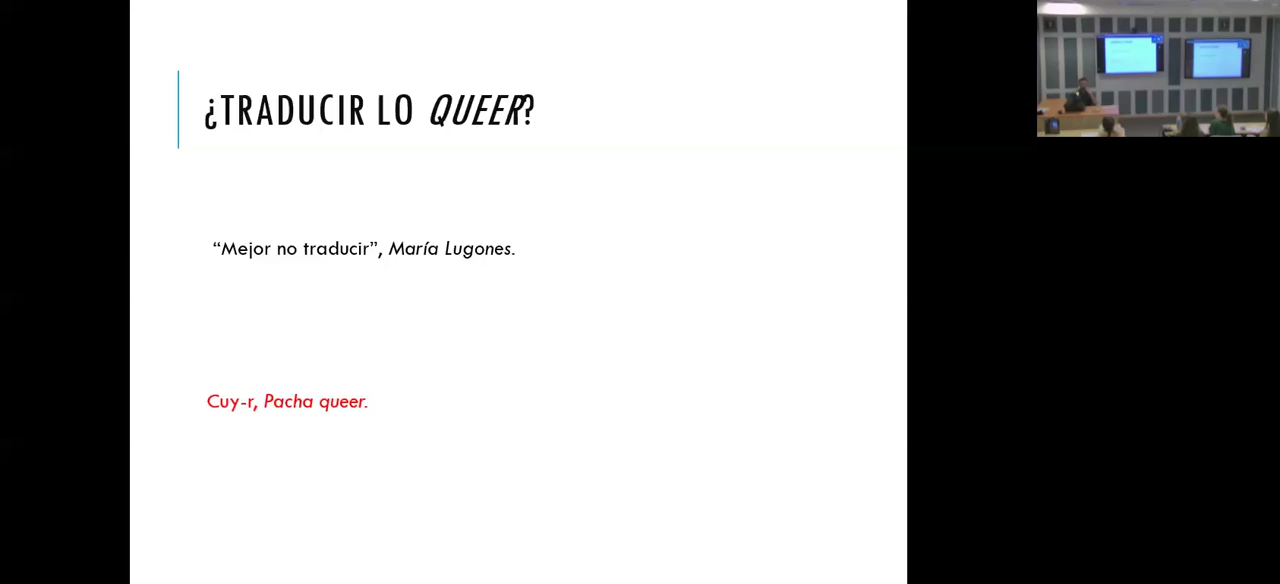 ¿TRADUCIR LO QUEER?
“Mejor no traducir”, María Lugones.
Cuy-r, Pacha queer.